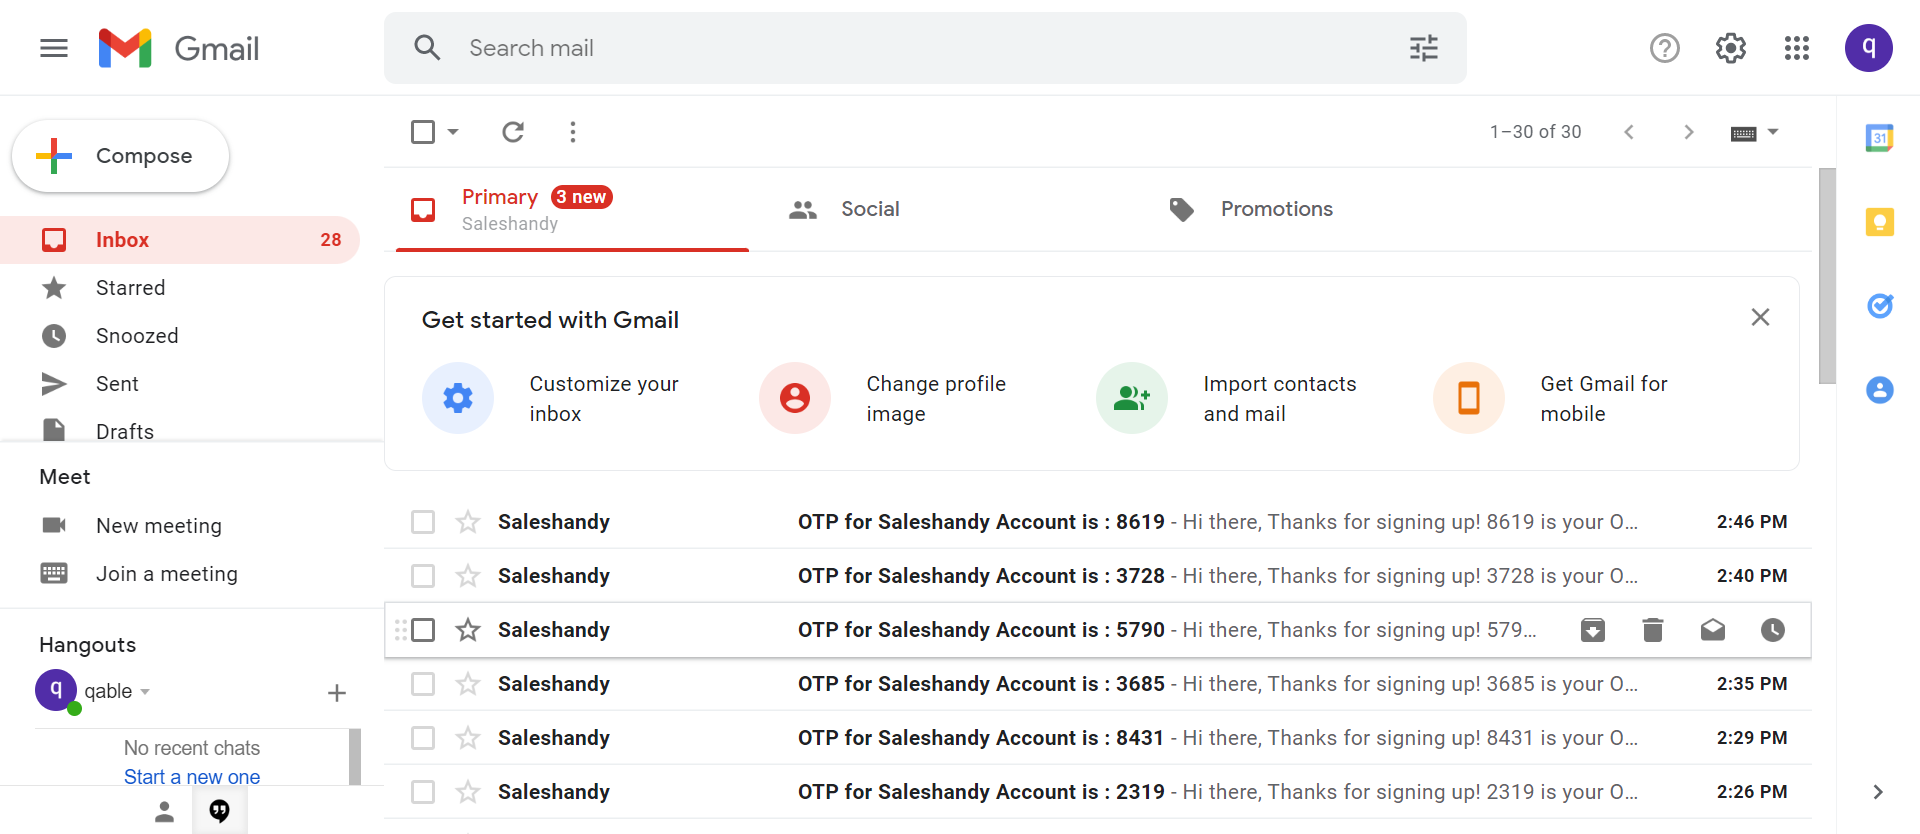 Gmail
Search mail
q
Compose
1–30 of 30
31
Primary 3 new
Saleshandy
Social
Promotions
Inbox 28
Starred
Snoozed
Sent
Drafts
Get started with Gmail
Customize your
inbox
Change profile
image
Import contacts
and mail
Get Gmail for
mobile
Meet
New meeting
Join a meeting
Hangouts
q qable
No recent chats
Start a new one
Saleshandy OTP for Saleshandy Account is : 8619 - Hi there, Thanks for signing up! 8619 is your O... 2:46 PM
Saleshandy OTP for Saleshandy Account is : 3728 - Hi there, Thanks for signing up! 3728 is your O... 2:40 PM
Saleshandy OTP for Saleshandy Account is : 5790 - Hi there, Thanks for signing up! 579...
Saleshandy OTP for Saleshandy Account is : 3685 - Hi there, Thanks for signing up! 3685 is your O... 2:35 PM
Saleshandy OTP for Saleshandy Account is : 8431 - Hi there, Thanks for signing up! 8431 is your O... 2:29 PM
Saleshandy OTP for Saleshandy Account is : 2319 - Hi there, Thanks for signing up! 2319 is your O... 2:26 PM